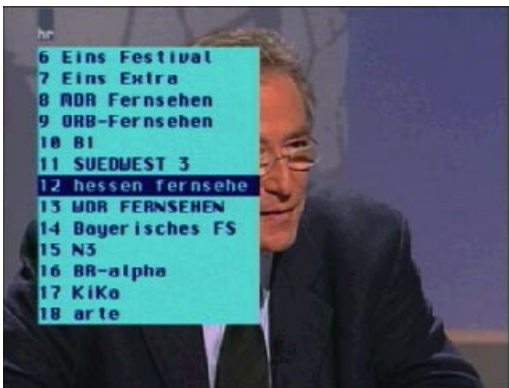 hr
6 Eins Festival
7 Eins Extra
8 MDR Fernsehen
9 ORB-Fernsehen
10 B1
11 SUEDWEST 3
12 hessen fernsehe
13 WDR FERNSEHEN
14 Bayerisches FS
15 N3
16 BR-alpha
17 KiKa
18 arte